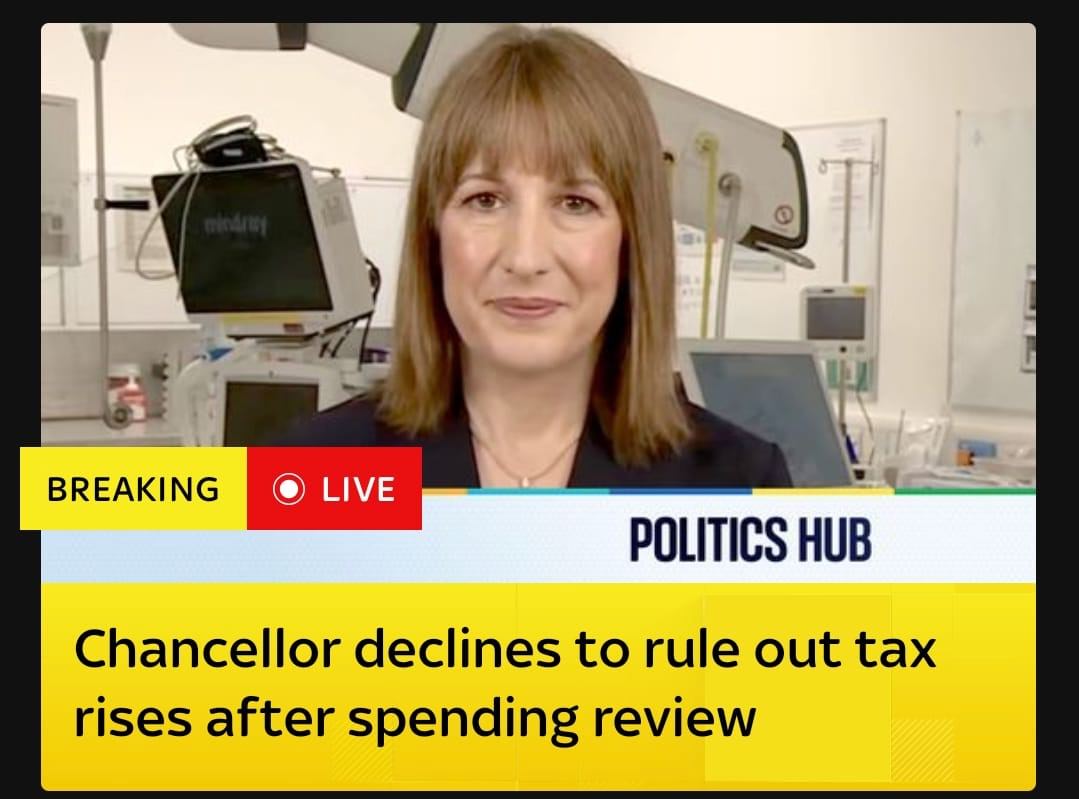 mindray
BREAKING
LIVE
POLITICS HUB
Chancellor declines to rule out tax
rises after spending review